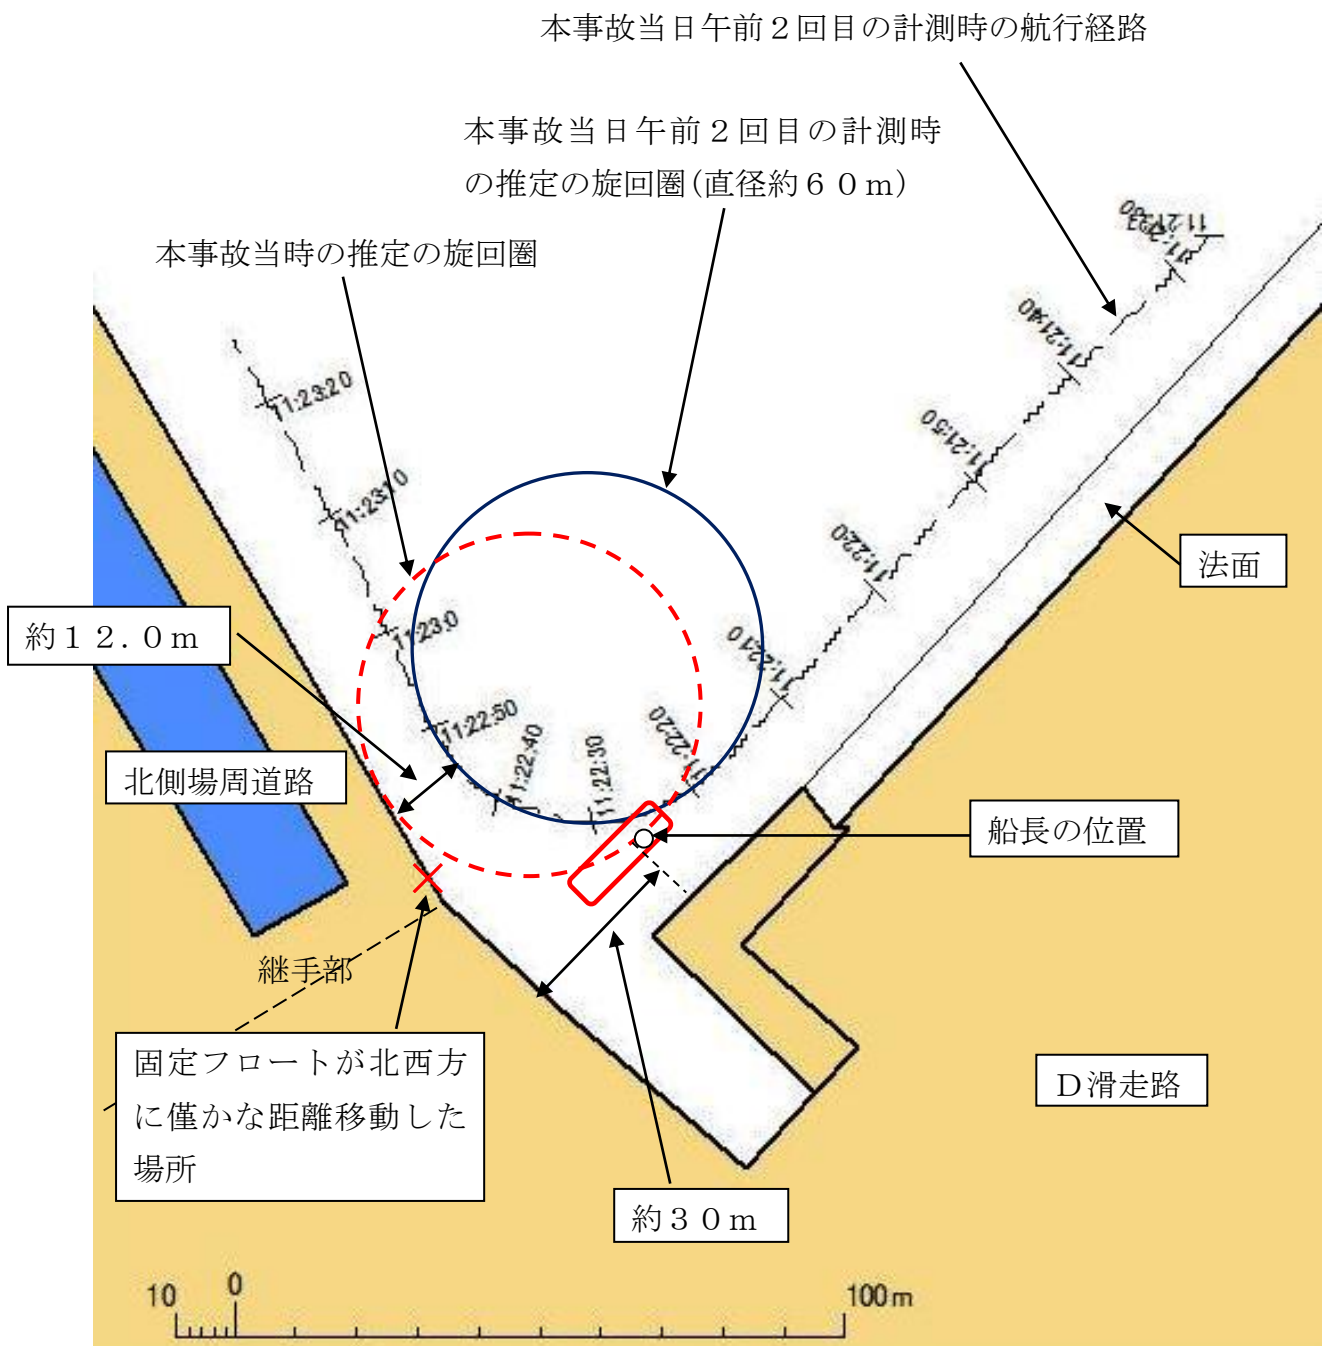 本事故当日午前２回目の計測時の航行経路
本事故当日午前２回目の計測時
の推定の旋回圏(直径約６０ｍ)
本事故当時の推定の旋回圏
11:21:40
11:21:50
11:22:0
11:22:10
11:22:20
11:22:30
11:22:40
11:22:50
11:23:0
11:23:10
11:23:20
法面
約１２.０ｍ
北側場周道路
船長の位置
継手部
固定フロートが北西方
に僅かな距離移動した
場所
Ｄ滑走路
約３０ｍ
10 0 100m